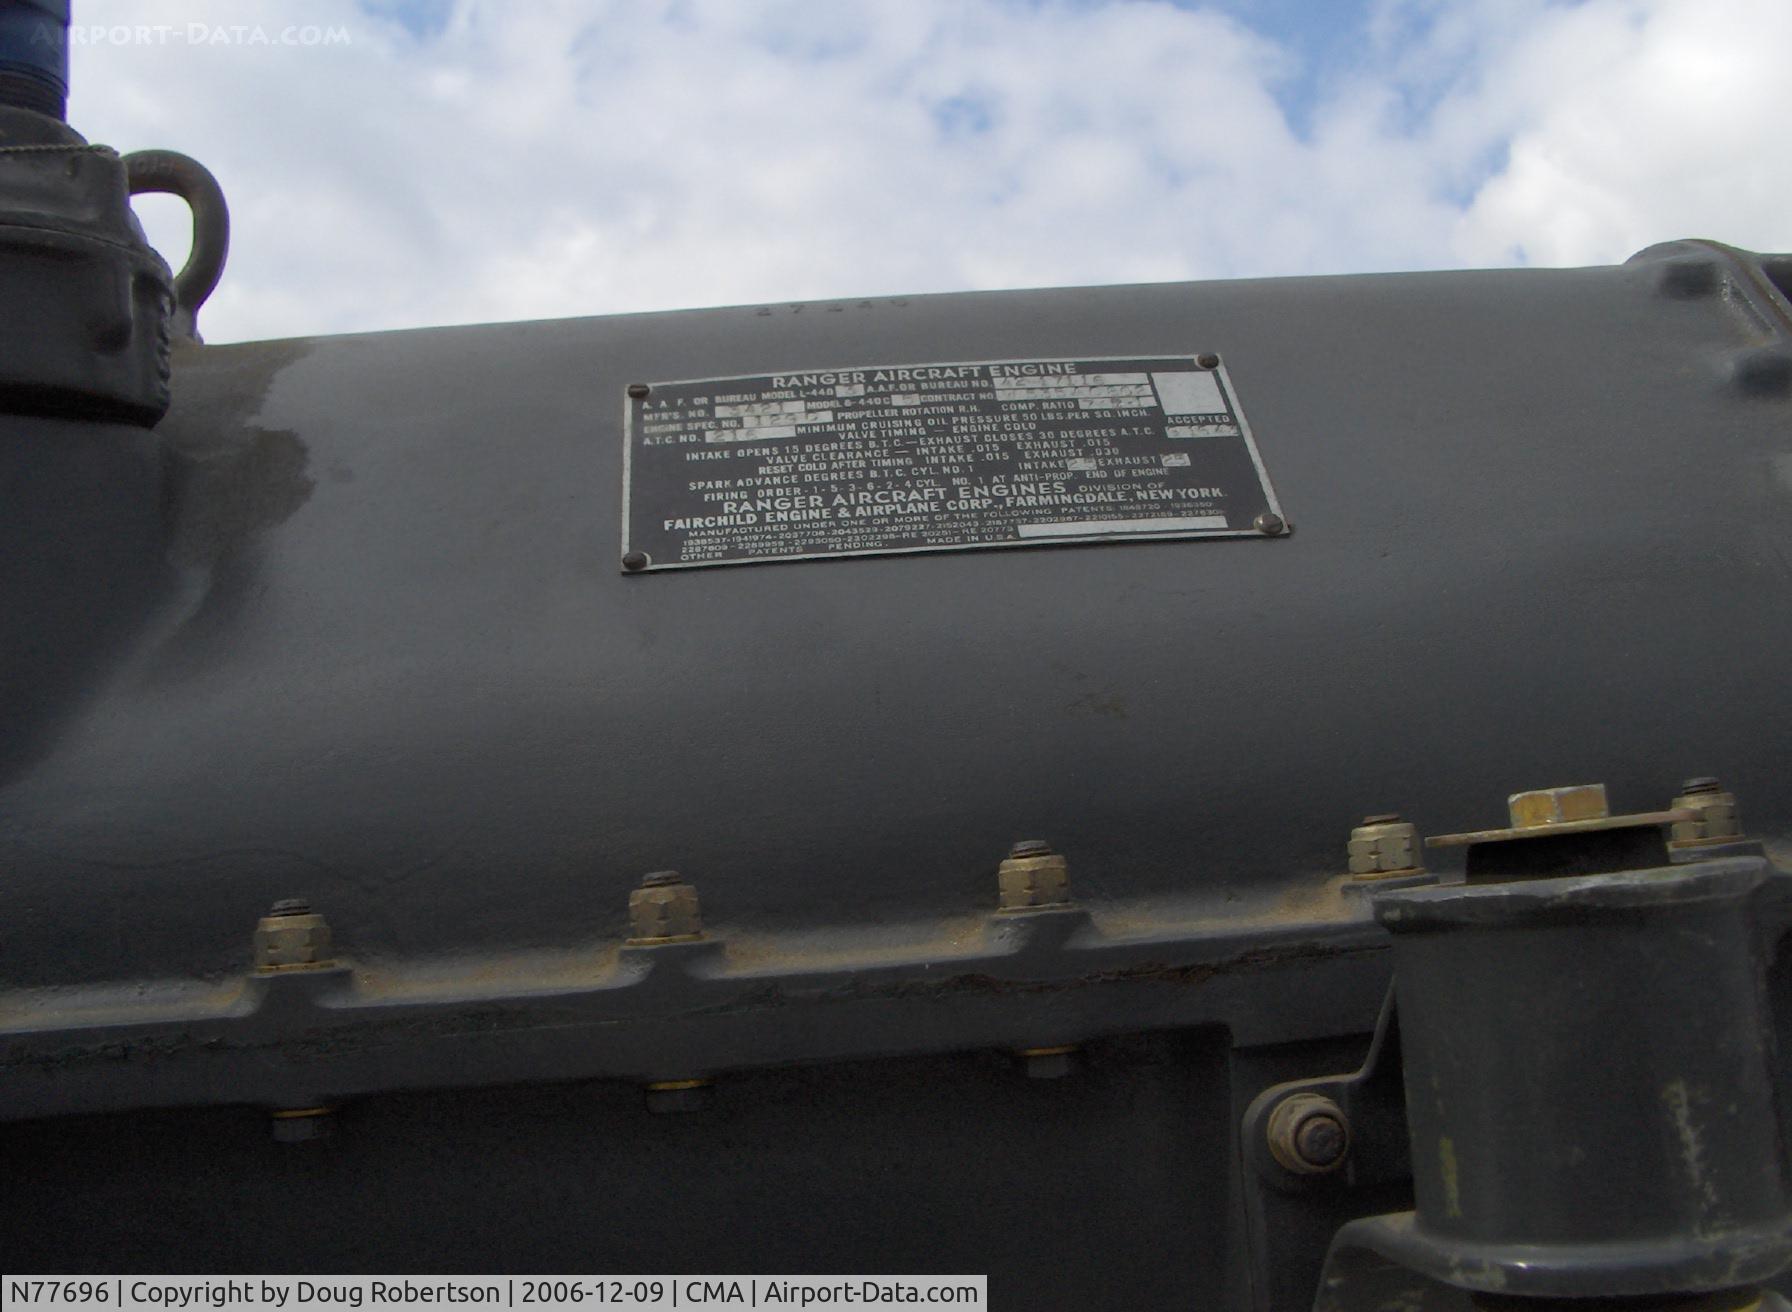 AIRPORT-DATA.COM
RANGER AIRCRAFT ENGINE
A. A. F. OR BUREAU MODEL L-440 A.A.F. OR BUREAU NO.
MFR'S. NO. 3421 MODEL 6-440C CONTRACT NO.
ENGINE SPEC. NO. PROPELLER ROTATION R.H. COMP. RATIO
A.T.C. NO. 216 MINIMUM CRUISING OIL PRESSURE 50 LBS. PER SQ. INCH. ACCEPTED
VALVE TIMING — ENGINE COLD
INTAKE OPENS 15 DEGREES B.T.C.—EXHAUST CLOSES 30 DEGREES A.T.C.
VALVE CLEARANCE — INTAKE .015 EXHAUST .015
RESET COLD AFTER TIMING INTAKE .015 EXHAUST .030
SPARK ADVANCE DEGREES B.T.C. CYL. NO. 1 INTAKE EXHAUST
FIRING ORDER-1-5-3-6-2-4 CYL. NO. 1 AT ANTI-PROP. END OF ENGINE
RANGER AIRCRAFT ENGINES DIVISION OF
FAIRCHILD ENGINE & AIRPLANE CORP., FARMINGDALE, NEW YORK.
MANUFACTURED UNDER ONE OR MORE OF THE FOLLOWING PATENTS:
OTHER PATENTS PENDING. MADE IN U.S.A.
N77696 | Copyright by Doug Robertson | 2006-12-09 | CMA | Airport-Data.com